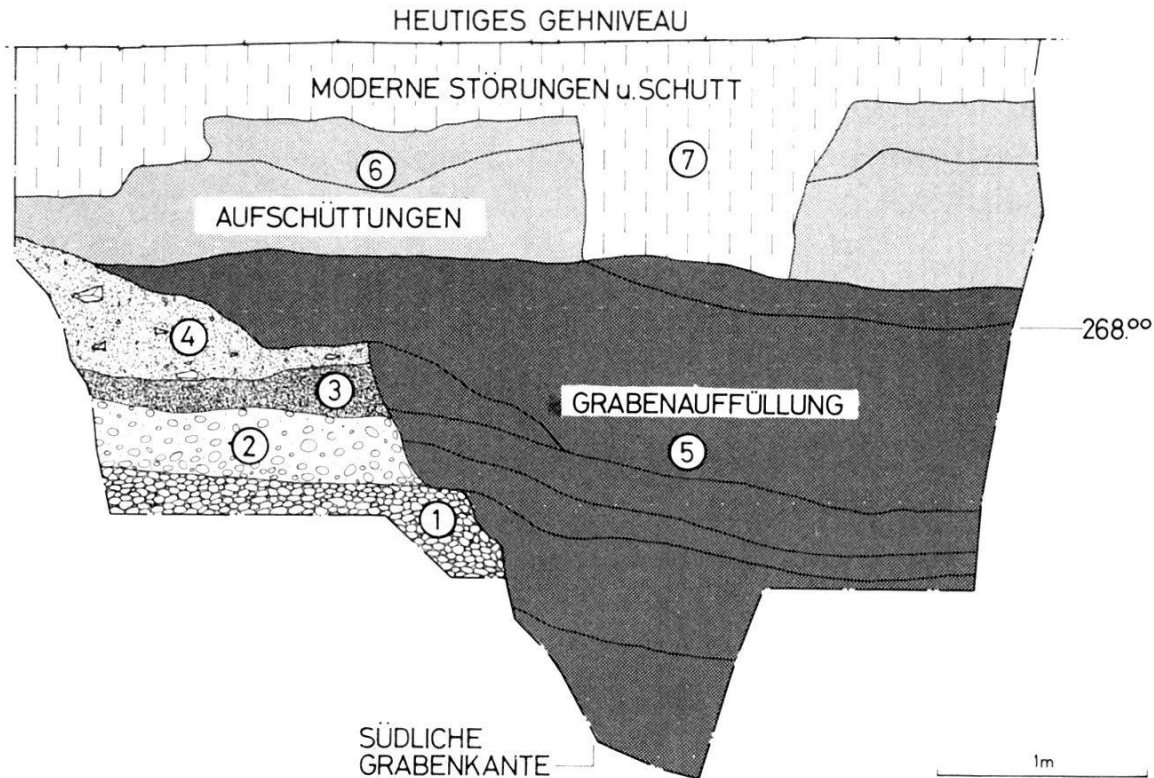 HEUTIGES GEHNIVEAU
MODERNE STÖRUNGEN u. SCHUTT
6
7
AUFSCHÜTTUNGEN
4
268.⁰⁰
3
GRABENAUFFÜLLUNG
2
5
1
SÜDLICHE
GRABENKANTE
1m